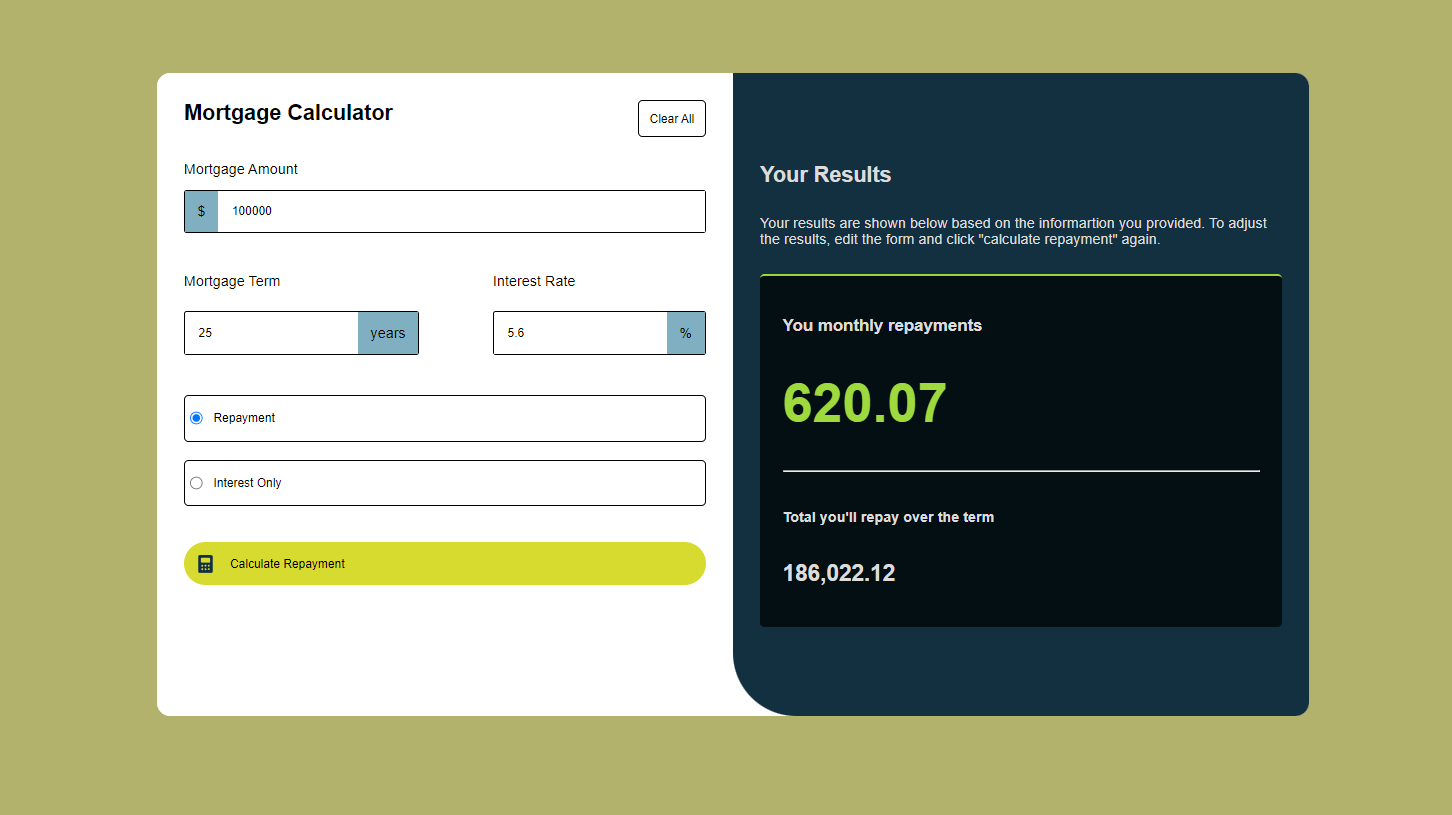 Mortgage Calculator
Clear All
Mortgage Amount
$ 100000
Mortgage Term
Interest Rate
25 years
5.6 %
Repayment
Interest Only
Calculate Repayment
Your Results
Your results are shown below based on the informartion you provided. To adjust
the results, edit the form and click "calculate repayment" again.
You monthly repayments
620.07
Total you'll repay over the term
186,022.12